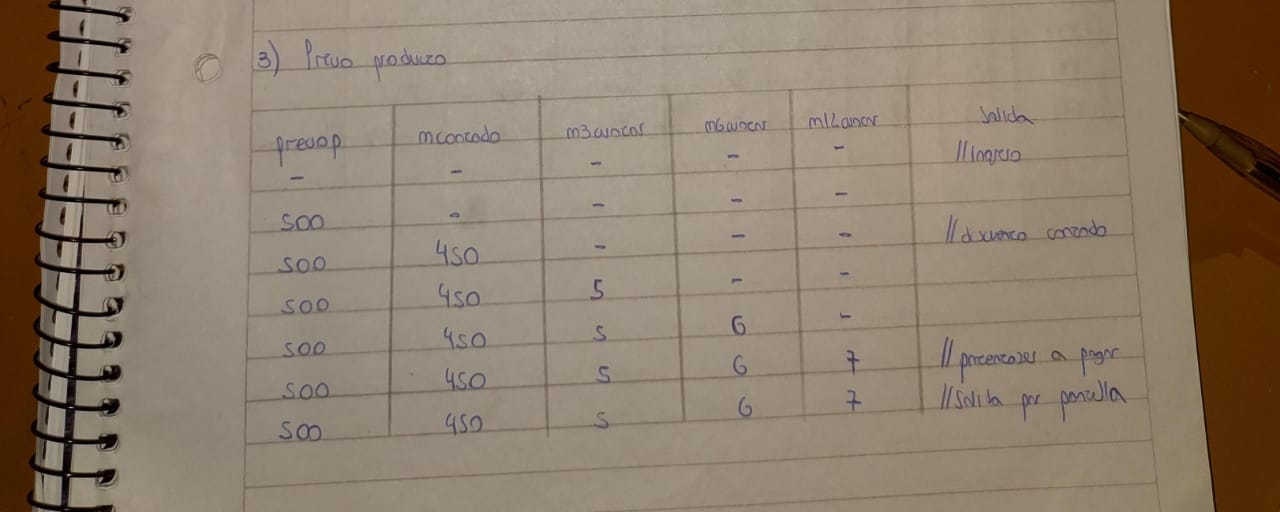 3) Precio producto
preciop mcontado m3cuotas m6cuotas m12cuotas Salida
- - - - - //Ingreso
500 - - - -
500 450 - - - //descuento contado
500 450 5 - -
500 450 5 6 -
500 450 5 6 7 //porcentajes a pagar
500 450 5 6 7 //Salida por pantalla